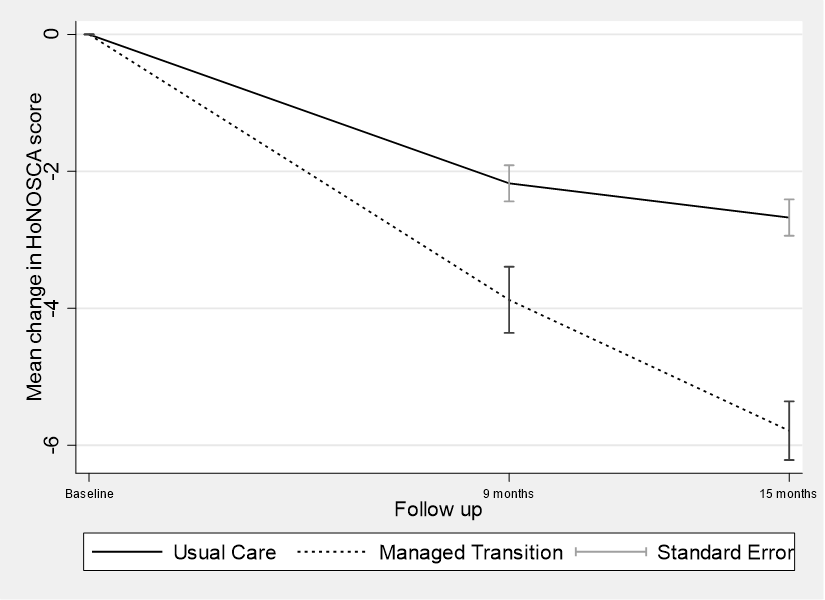 Mean change in HoNOSCA score
0
-2
-4
-6
Baseline
9 months
15 months
Follow up
Usual Care
Managed Transition
Standard Error